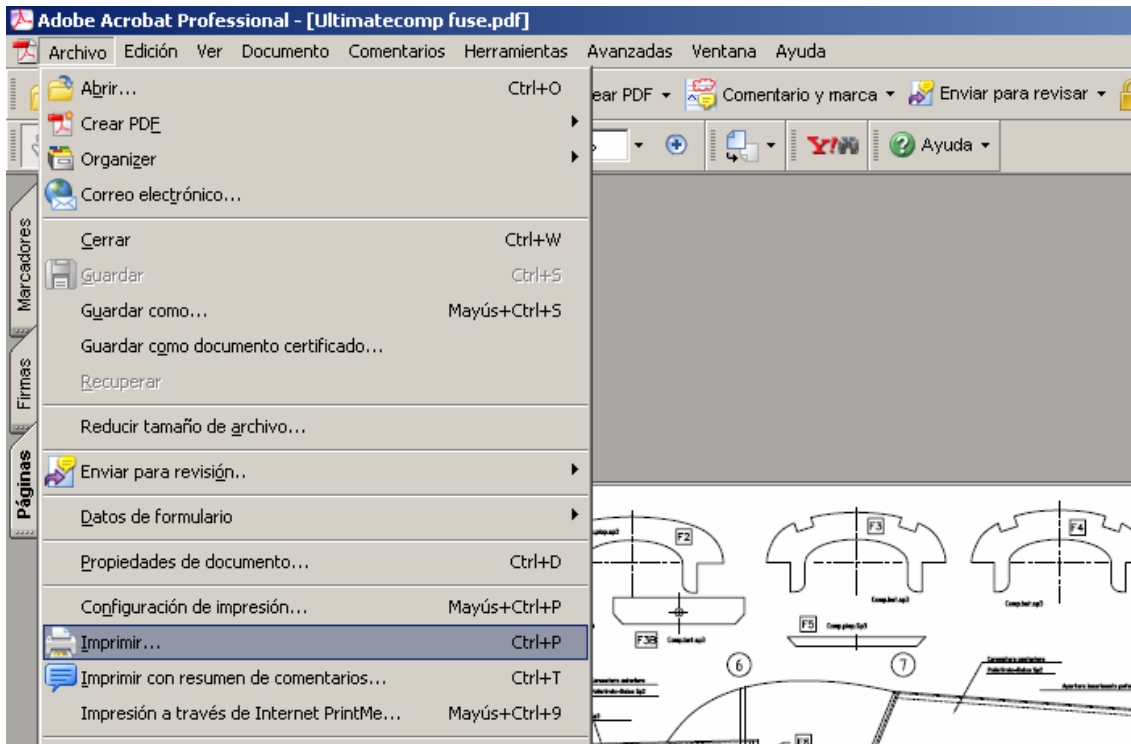 Adobe Acrobat Professional - [Ultimatecomp fuse.pdf]
Archivo Edición Ver Documento Comentarios Herramientas Avanzadas Ventana Ayuda
Abrir... Ctrl+O
ear PDF Comentario y marca Enviar para revisar
Crear PDF
Organizer
Y! Ayuda
Correo electrónico...
Cerrar Ctrl+W
Guardar Ctrl+S
Guardar como... Mayús+Ctrl+S
Guardar como documento certificado...
Recuperar
Reducir tamaño de archivo...
Enviar para revisión..
Datos de formulario
Propiedades de documento... Ctrl+D
Configuración de impresión... Mayús+Ctrl+P
Imprimir... Ctrl+P
Imprimir con resumen de comentarios... Ctrl+T
Impresión a través de Internet PrintMe... Mayús+Ctrl+9
Marcadores
Firmas
Páginas
F2
F3
F4
F3B
F5
6
7
F8